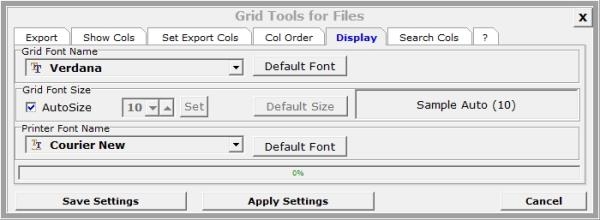 Grid Tools for Files
X
Export Show Cols Set Export Cols Col Order Display Search Cols ?
Grid Font Name
Verdana Default Font
Grid Font Size
AutoSize 10 Set Default Size Sample Auto (10)
Printer Font Name
Courier New Default Font
0%
Save Settings Apply Settings Cancel